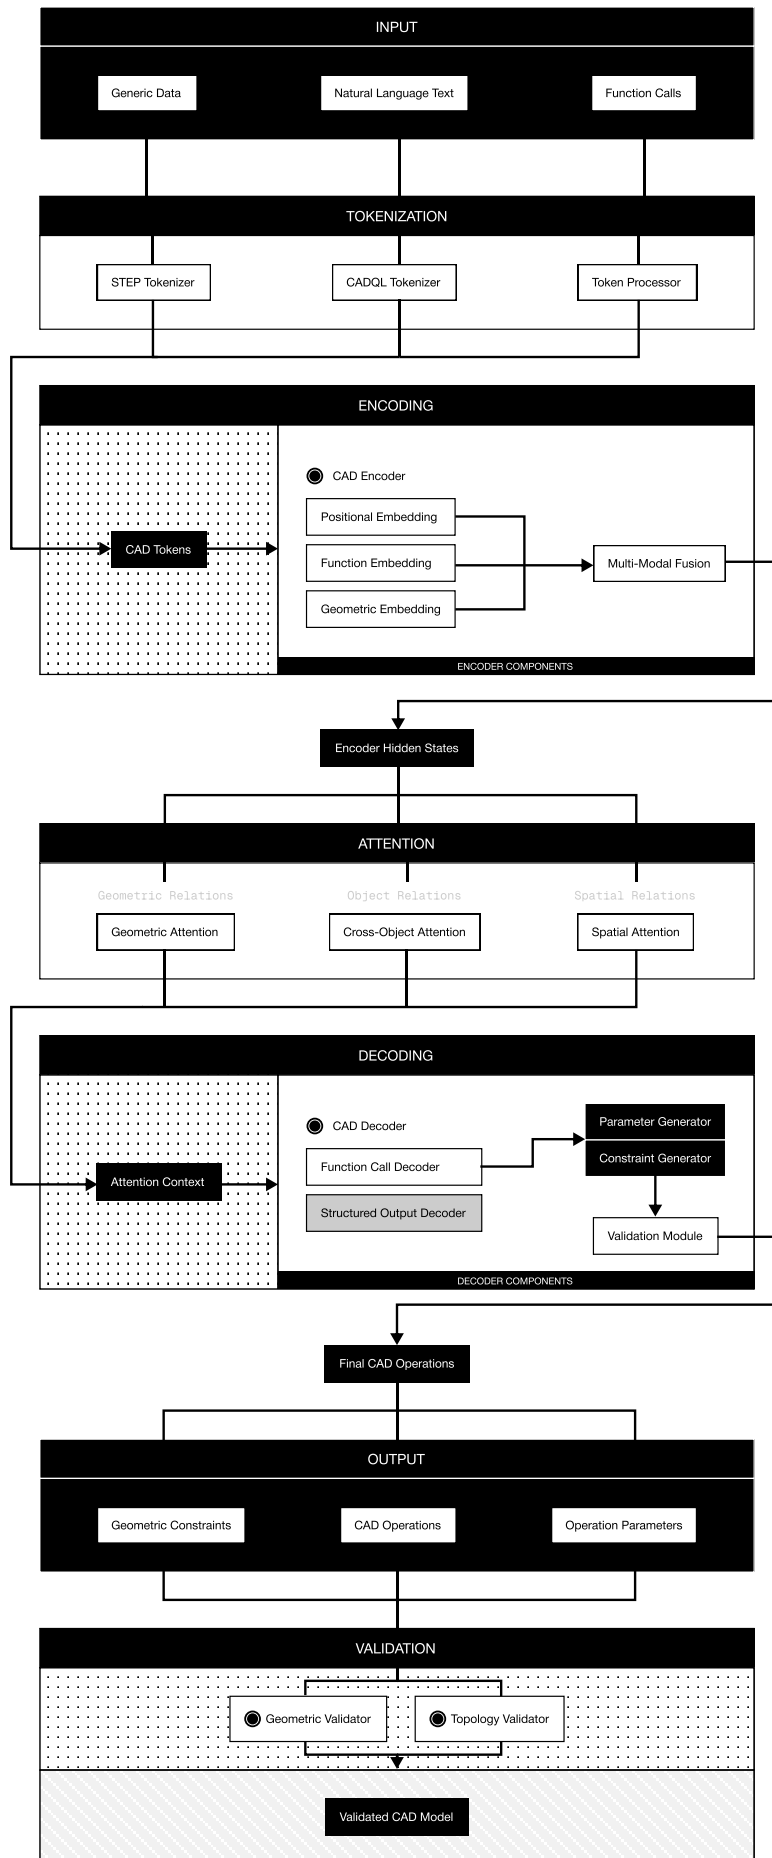 INPUT
Generic Data
Natural Language Text
Function Calls
TOKENIZATION
STEP Tokenizer
CADQL Tokenizer
Token Processor
ENCODING
CAD Encoder
Positional Embedding
CAD Tokens
Function Embedding
Multi-Modal Fusion
Geometric Embedding
ENCODER COMPONENTS
Encoder Hidden States
ATTENTION
Geometric Relations
Object Relations
Spatial Relations
Geometric Attention
Cross-Object Attention
Spatial Attention
DECODING
CAD Decoder
Parameter Generator
Function Call Decoder
Constraint Generator
Attention Context
Structured Output Decoder
Validation Module
DECODER COMPONENTS
Final CAD Operations
OUTPUT
Geometric Constraints
CAD Operations
Operation Parameters
VALIDATION
Geometric Validator
Topology Validator
Validated CAD Model